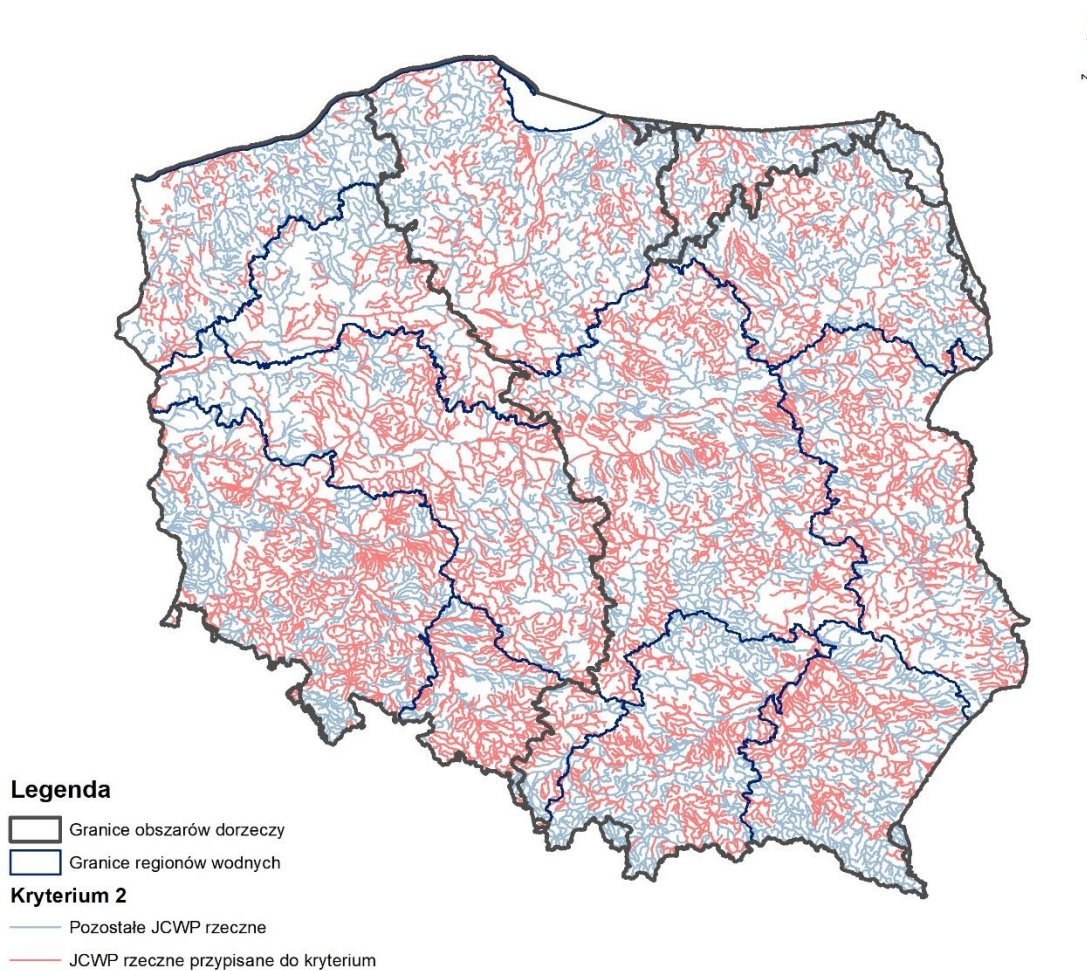 Legenda
Granice obszarów dorzeczy
Granice regionów wodnych
Kryterium 2
Pozostałe JCWP rzeczne
JCWP rzeczne przypisane do kryterium